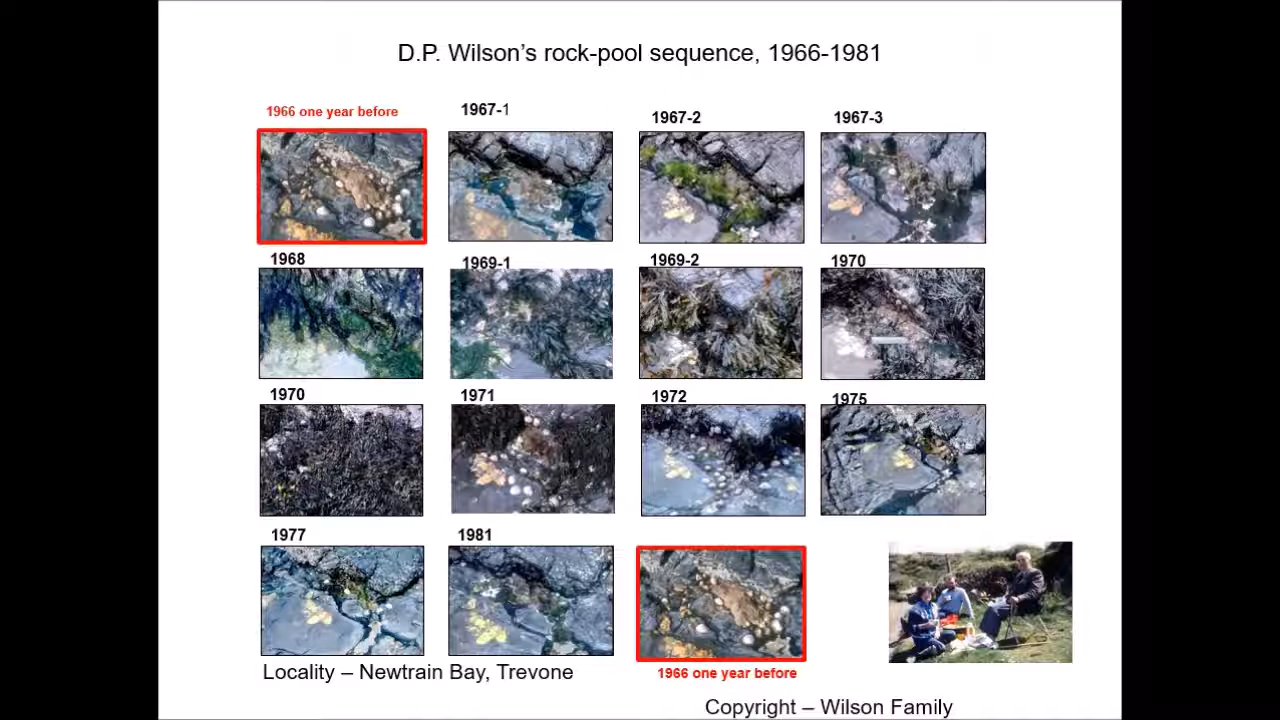 D.P. Wilson’s rock-pool sequence, 1966-1981
1966 one year before
1967-1
1967-2
1967-3
1968
1969-1
1969-2
1970
1970
1971
1972
1975
1977
1981
1966 one year before
Locality – Newtrain Bay, Trevone
Copyright – Wilson Family